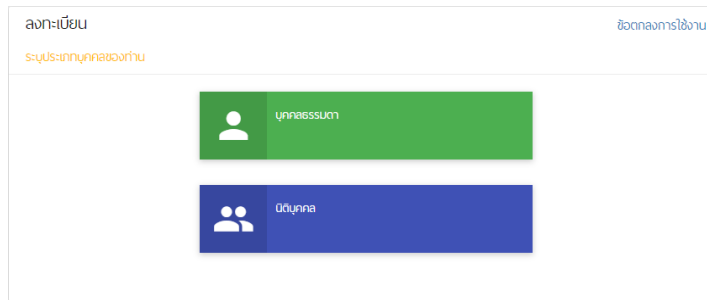 ลงทะเบียน
ข้อตกลงการใช้งาน
ระบุประเภทบุคคลของท่าน
บุคคลธรรมดา
นิติบุคคล